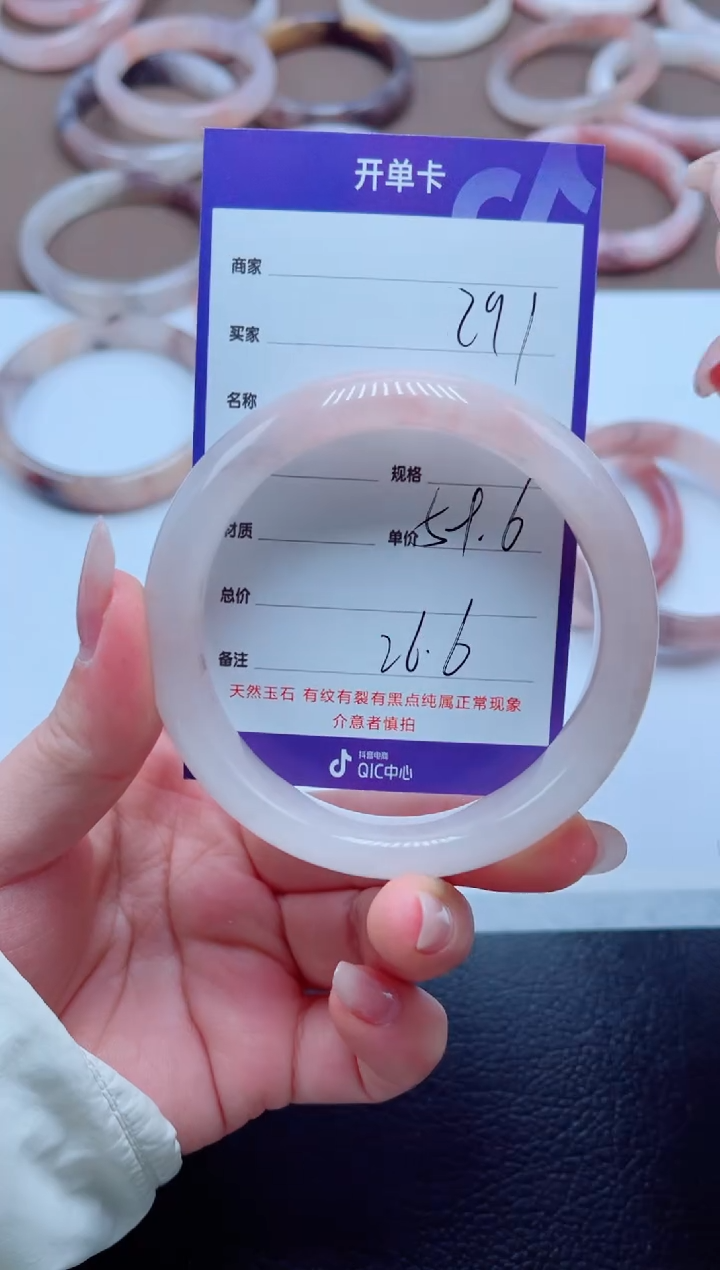 开单卡
商家
买家 291
名称
规格
材质 单价 59.6
总价
备注 26.6
天然玉石 有纹有裂有黑点纯属正常现象
介意者慎拍
抖音电商
QIC中心